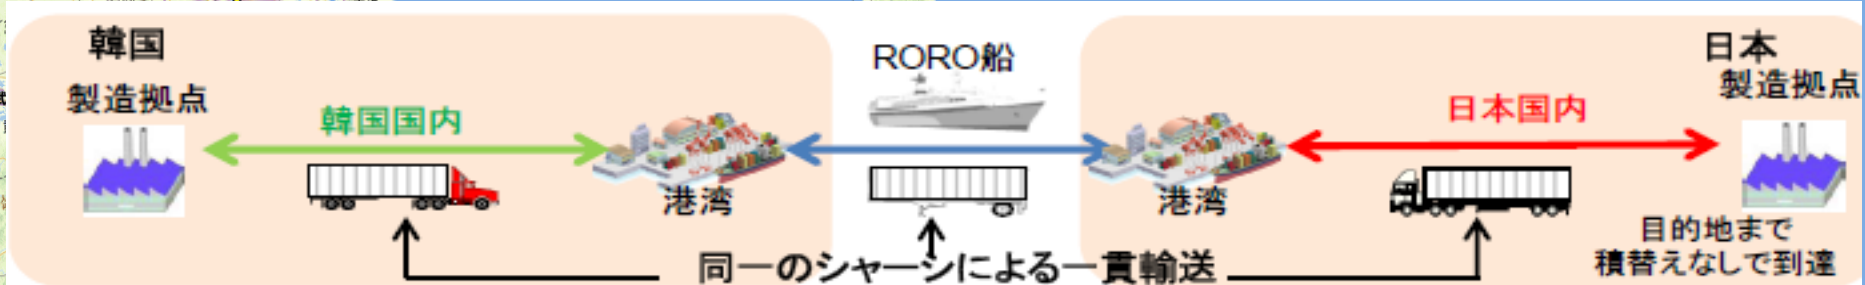 韓国
製造拠点
韓国国内
港湾
RORO船
港湾
日本国内
日本
製造拠点
目的地まで
積替えなしで到達
同一のシャーシによる一貫輸送